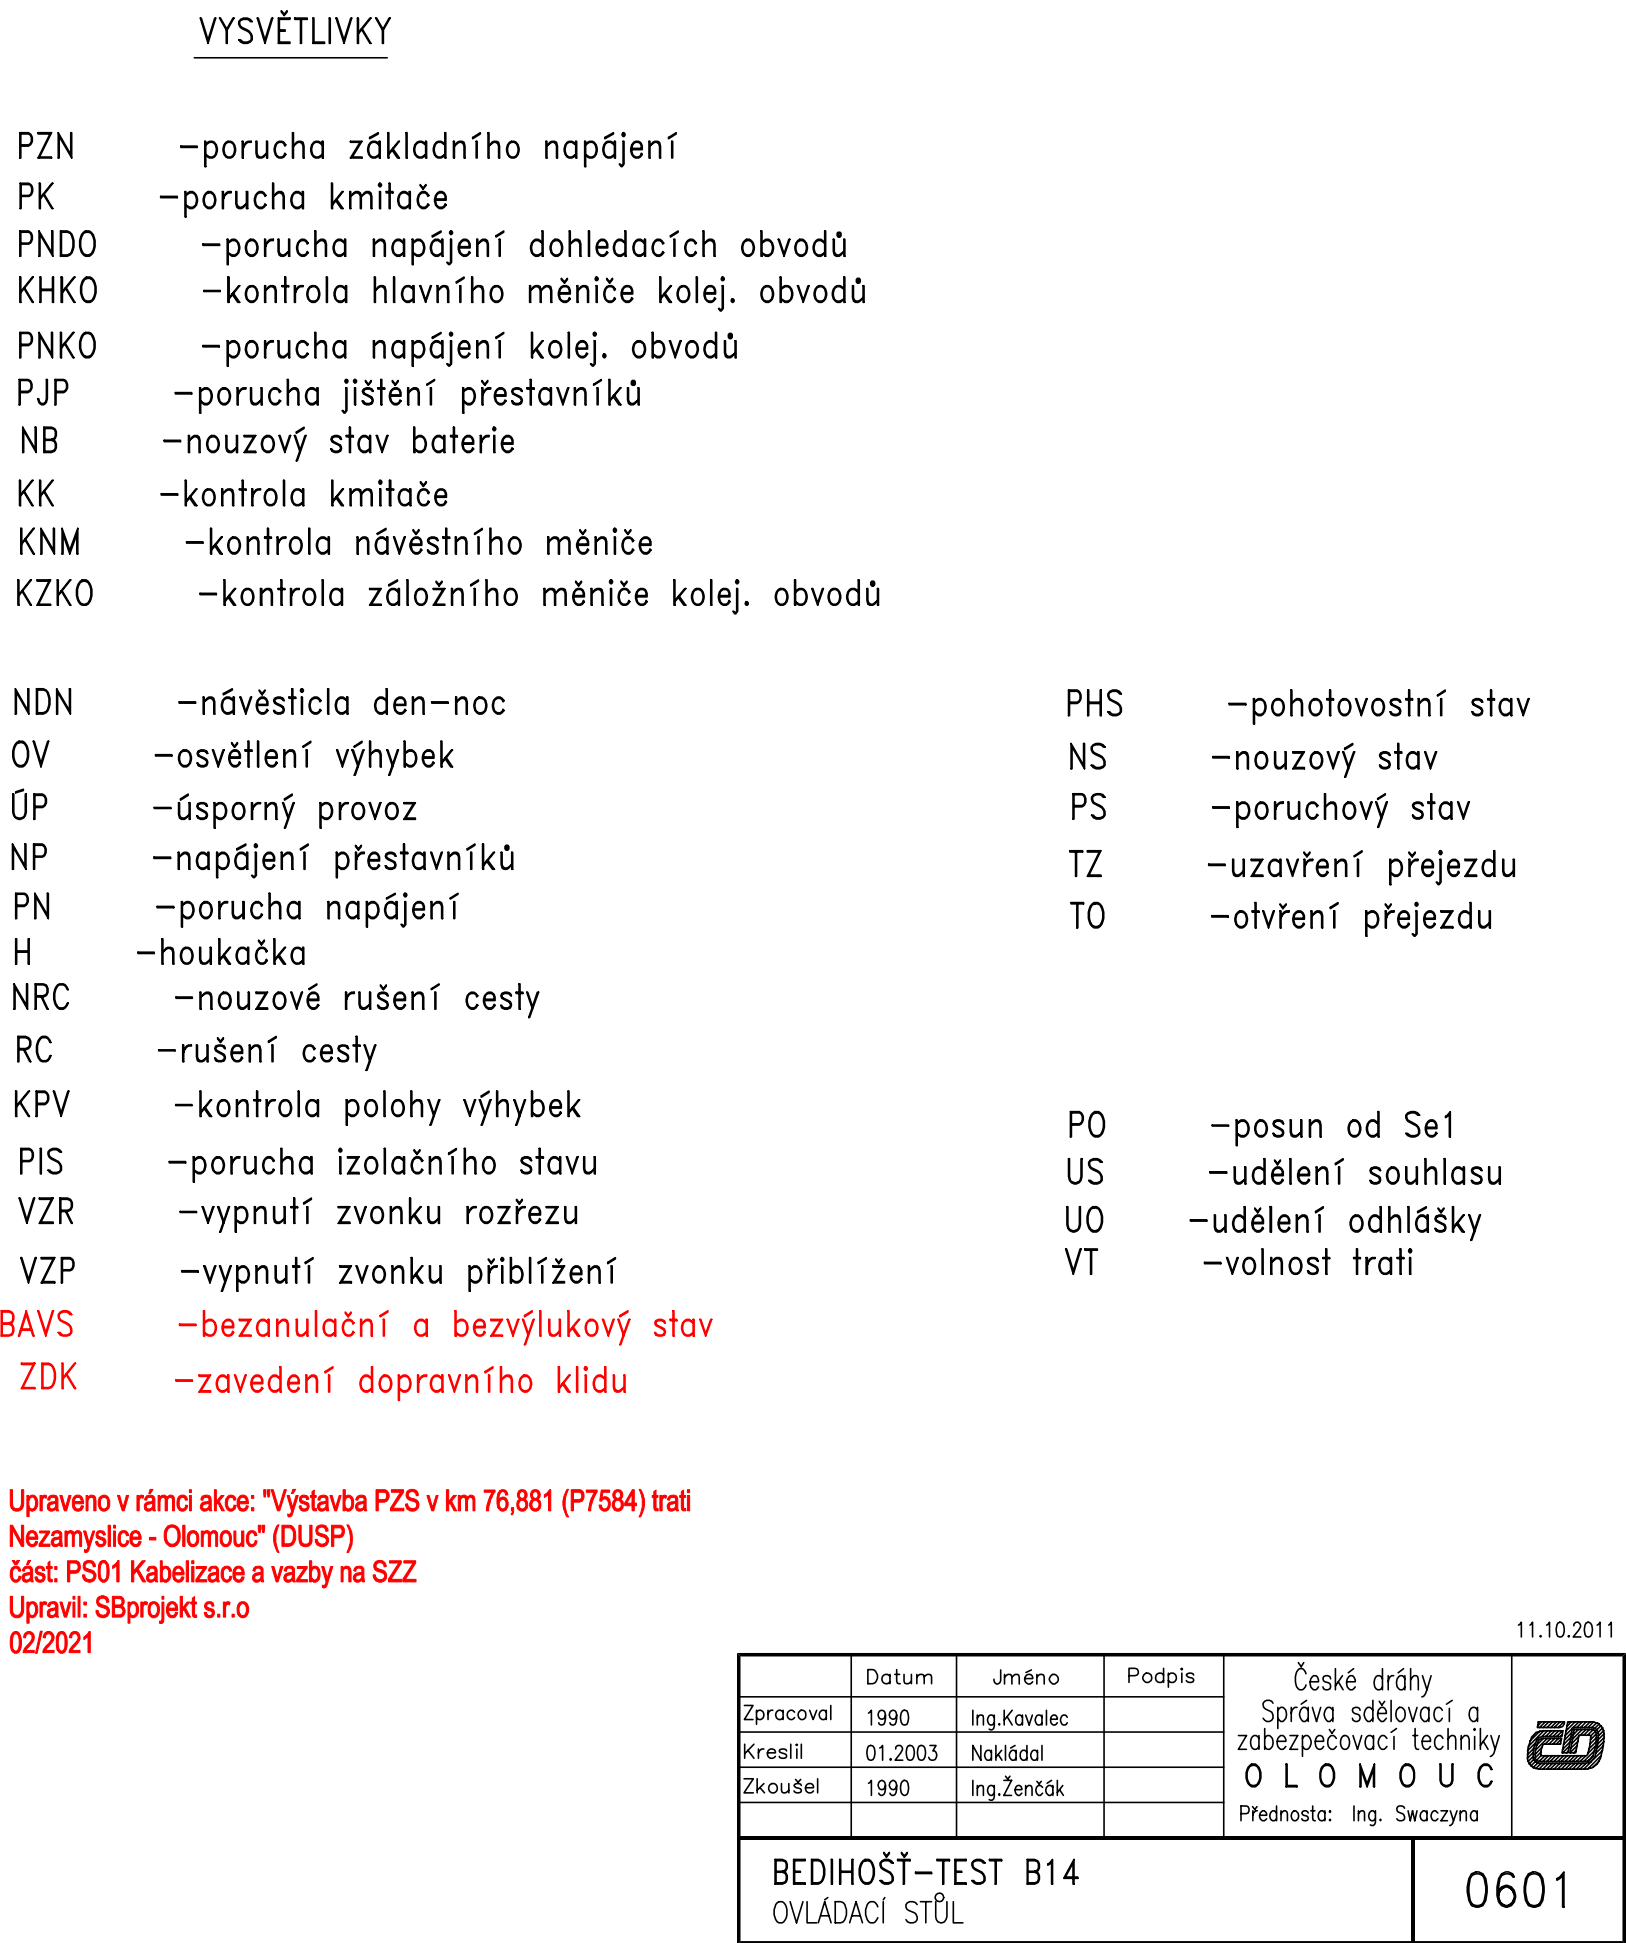 VYSVĚTLIVKY
PZN –porucha základního napájení
PK –porucha kmitače
PNDO –porucha napájení dohledacích obvodů
KHKO –kontrola hlavního měniče kolej. obvodů
PNKO –porucha napájení kolej. obvodů
PJP –porucha jištění přestavníků
NB –nouzový stav baterie
KK –kontrola kmitače
KNM –kontrola návěstního měniče
KZKO –kontrola záložního měniče kolej. obvodů
NDN –návěsticla den–noc
OV –osvětlení výhybek
ÚP –úsporný provoz
NP –napájení přestavníků
PN –porucha napájení
H –houkačka
NRC –nouzové rušení cesty
RC –rušení cesty
KPV –kontrola polohy výhybek
PIS –porucha izolačního stavu
VZR –vypnutí zvonku rozřezu
VZP –vypnutí zvonku přiblížení
BAVS –bezanulační a bezvýlukový stav
ZDK –zavedení dopravního klidu
PHS –pohotovostní stav
NS –nouzový stav
PS –poruchový stav
TZ –uzavření přejezdu
TO –otvření přejezdu
PO –posun od Se1
US –udělení souhlasu
UO –udělení odhlášky
VT –volnost trati
Upraveno v rámci akce: "Výstavba PZS v km 76,881 (P7584) trati
Nezamyslice - Olomouc" (DUSP)
část: PS01 Kabelizace a vazby na SZZ
Upravil: SBprojekt s.r.o
02/2021
11.10.2011
Datum Jméno Podpis
Zpracoval 1990 Ing.Kavalec
Kreslil 01.2003 Nakládal
Zkoušel 1990 Ing.Ženčák
České dráhy
Správa sdělovací a
zabezpečovací techniky
O L O M O U C
Přednosta: Ing. Swaczyna
ČD
BEDIHOŠŤ–TEST B14
OVLÁDACÍ STŮL
0601